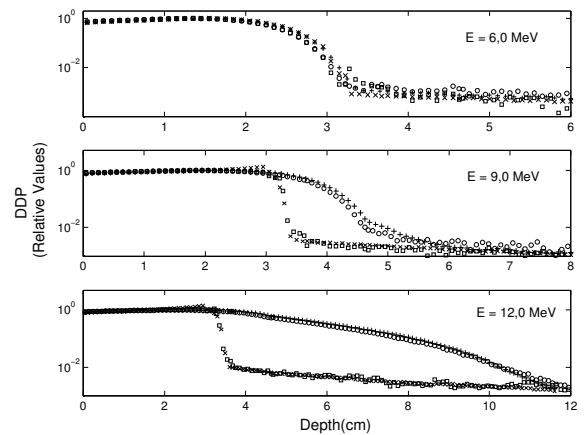 10^0
10^-2
E = 6,0 MeV
0 1 2 3 4 5 6
DDP
(Relative Values)
10^0
10^-2
E = 9,0 MeV
0 1 2 3 4 5 6 7 8
10^0
10^-2
E = 12,0 MeV
0 2 4 6 8 10 12
Depth(cm)